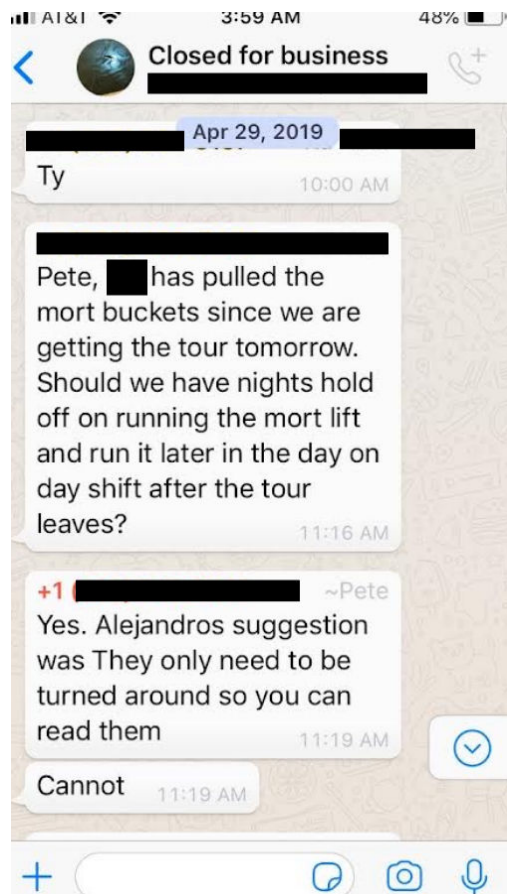 AT&T
3:59 AM
48%
Closed for business
Apr 29, 2019
Ty
10:00 AM
Pete, has pulled the
mort buckets since we are
getting the tour tomorrow.
Should we have nights hold
off on running the mort lift
and run it later in the day on
day shift after the tour
leaves?
11:16 AM
+1 (
~Pete
Yes. Alejandros suggestion
was They only need to be
turned around so you can
read them
11:19 AM
Cannot
11:19 AM